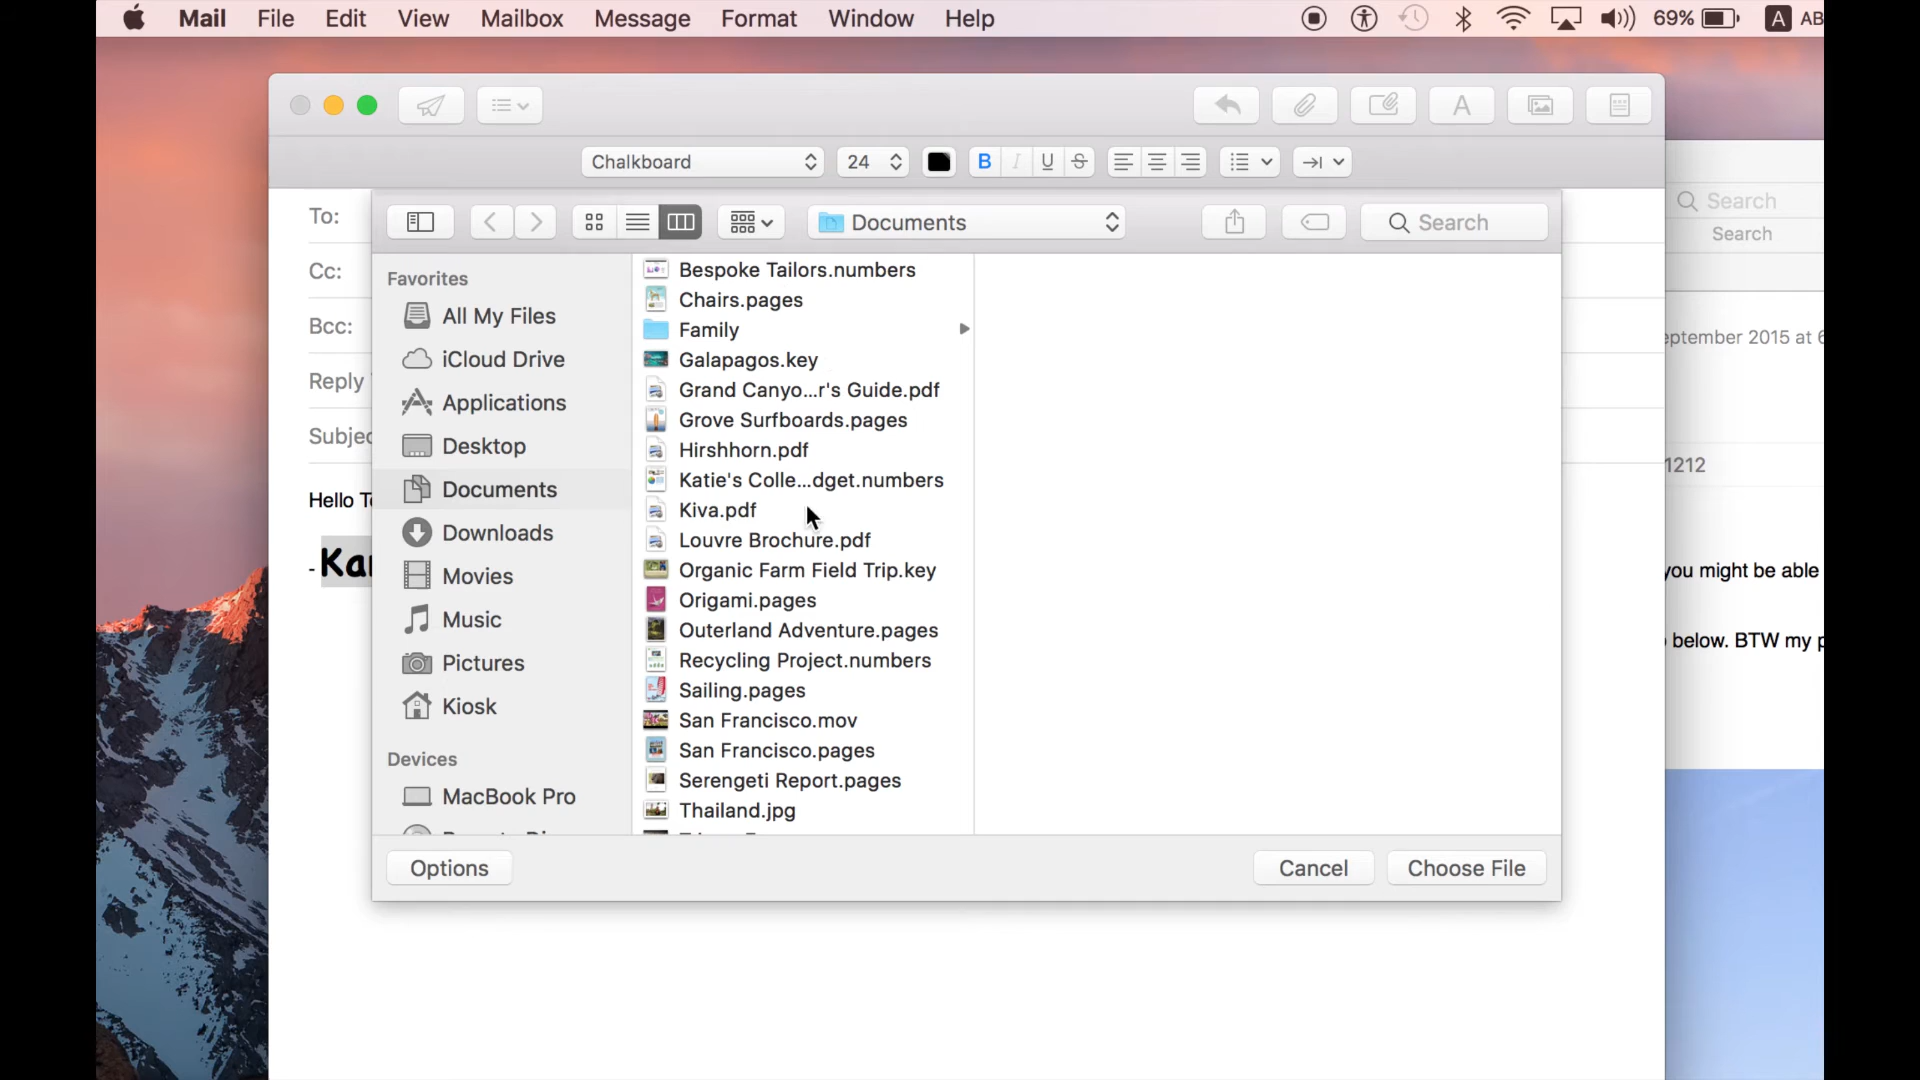 Mail File Edit View Mailbox Message Format Window Help 69% A AB
Chalkboard 24 B I U S
To:
Cc:
Bcc:
Reply
Subje
Hello T
- Ka
Documents Search
Favorites
All My Files
iCloud Drive
Applications
Desktop
Documents
Downloads
Movies
Music
Pictures
Kiosk
Devices
MacBook Pro
Bespoke Tailors.numbers
Chairs.pages
Family
Galapagos.key
Grand Canyo...r's Guide.pdf
Grove Surfboards.pages
Hirshhorn.pdf
Katie's Colle...dget.numbers
Kiva.pdf
Louvre Brochure.pdf
Organic Farm Field Trip.key
Origami.pages
Outerland Adventure.pages
Recycling Project.numbers
Sailing.pages
San Francisco.mov
San Francisco.pages
Serengeti Report.pages
Thailand.jpg
Options Cancel Choose File
Search
Search
eptember 2015 at 6
1212
you might be able
below. BTW my p